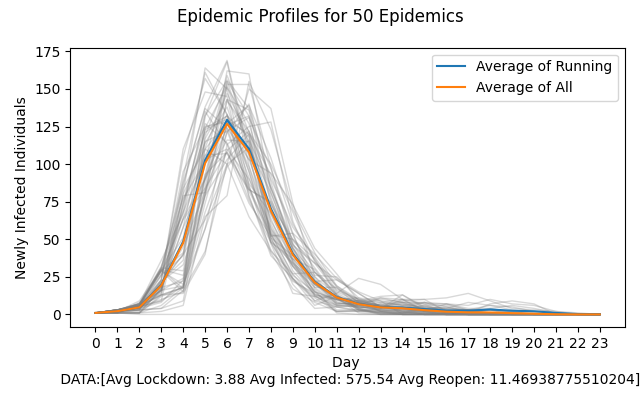 Epidemic Profiles for 50 Epidemics
175
150
125
100
75
50
25
0
Newly Infected Individuals
Average of Running
Average of All
0 1 2 3 4 5 6 7 8 9 10 11 12 13 14 15 16 17 18 19 20 21 22 23
Day
DATA:[Avg Lockdown: 3.88 Avg Infected: 575.54 Avg Reopen: 11.46938775510204]